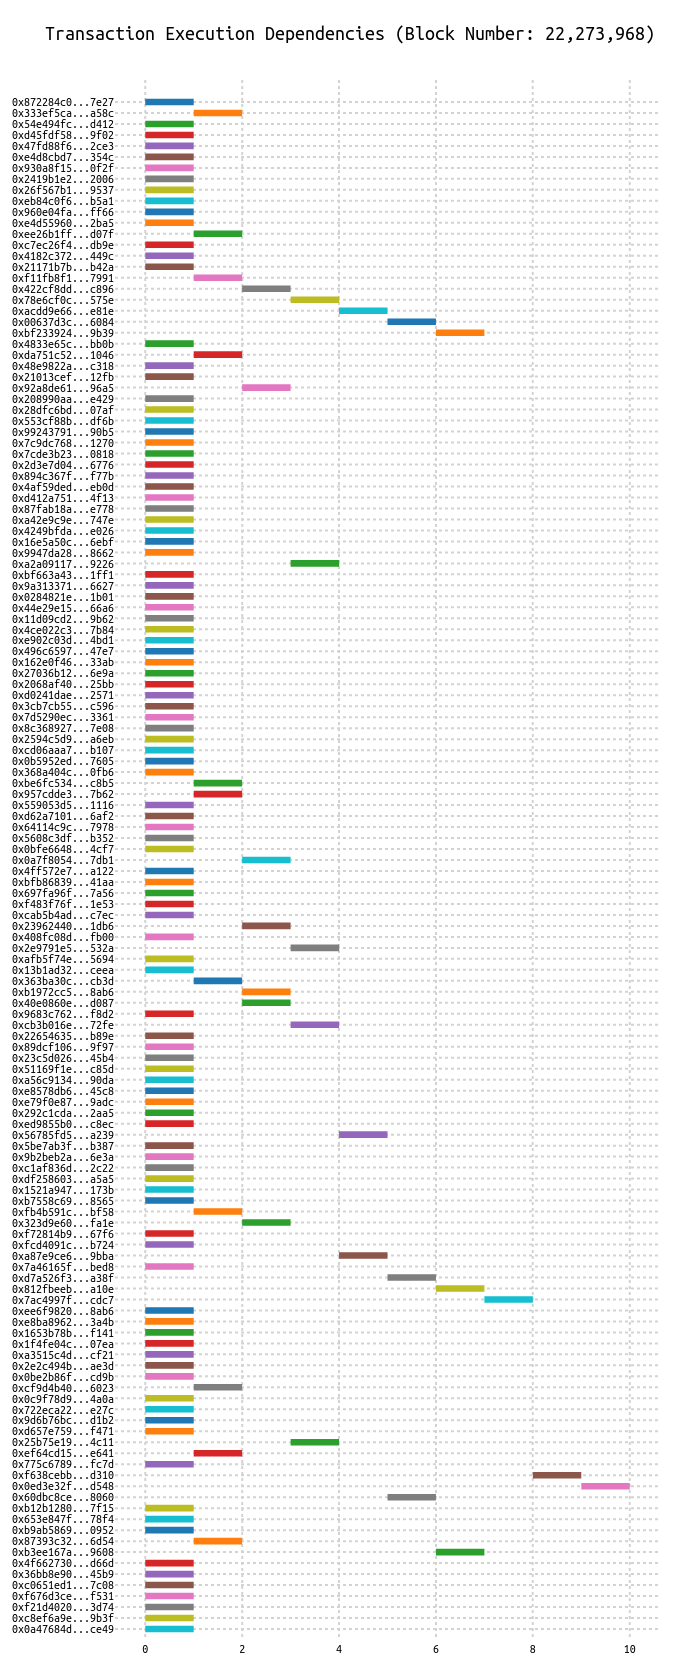 Transaction Execution Dependencies (Block Number: 22,273,968)
0x872284c0...7e27
0x333ef5ca...a58c
0x54e494fc...d412
0xd45fdf58...9f02
0x47fd88f6...2ce3
0xe4d8cbd7...354c
0x930a8f15...0f2f
0x2419b1e2...2006
0x26f567b1...9537
0xeb84c0f6...b5a1
0x960e04fa...ff66
0xe4d55960...2ba5
0xee26b1ff...d07f
0xc7ec26f4...db9e
0x4182c372...449c
0x21171b7b...b42a
0xf11fb8f1...7991
0x422cf8dd...c896
0x78e6cf0c...575e
0xacdd9e66...e81e
0x00637d3c...6084
0xbf233924...9b39
0x4833e65c...bb0b
0xda751c52...1046
0x48e9822a...c318
0x21013cef...12fb
0x92a8de61...96a5
0x208990aa...e429
0x28dfc6bd...07af
0x553cf88b...df6b
0x99243791...90b5
0x7c9dc768...1270
0x7cde3b23...0818
0x2d3e7d04...6776
0x894c367f...f77b
0x4af59ded...eb0d
0xd412a751...4f13
0x87fab18a...e778
0xa42e9c9e...747e
0x4249bfda...e026
0x16e5a50c...6ebf
0x9947da28...8662
0xa2a09117...9226
0xbf663a43...1ff1
0x9a313371...6627
0x0284821e...1b01
0x44e29e15...66a6
0x11d09cd2...9b62
0x4ce022c3...7b84
0xe902c03d...4bd1
0x496c6597...47e7
0x162e0f46...33ab
0x27036b12...6e9a
0x2068af40...25bb
0xd0241dae...2571
0x3cb7cb55...c596
0x7d5290ec...3361
0x8c368927...7e08
0x2594c5d9...a6eb
0xcd06aaa7...b107
0x0b5952ed...7605
0x368a404c...0fb6
0xbe6fc534...c8b5
0x957cdde3...7b62
0x559053d5...1116
0xd62a7101...6af2
0x64114c9c...7978
0x5608c3df...b352
0x0bfe6648...4cf7
0x0a7f8054...7db1
0x4ff572e7...a122
0xbfb86839...41aa
0x697fa96f...7a56
0xf483f76f...1e53
0xcab5b4ad...c7ec
0x23962440...1db6
0x408fc08d...fb00
0x2e9791e5...532a
0xafb5f74e...5694
0x13b1ad32...ceea
0x363ba30c...cb3d
0xb1972cc5...8ab6
0x40e0860e...d087
0x9683c762...f8d2
0xcb3b016e...72fe
0x22654635...b89e
0x89dcf106...9f97
0x23c5d026...45b4
0x51169f1e...c85d
0xa56c9134...90da
0xe8578db6...45c8
0xe79f0e87...9adc
0x292c1cda...2aa5
0xed9855b0...c8ec
0x56785fd5...a239
0x5be7ab3f...b387
0x9b2beb2a...6e3a
0xc1af836d...2c22
0xdf258603...a5a5
0x1521a947...173b
0xb7558c69...8565
0xfb4b591c...bf58
0x323d9e60...fa1e
0xf72814b9...67f6
0xfcd4091c...b724
0xa87e9ce6...9bba
0x7a46165f...bed8
0xd7a526f3...a38f
0x812fbeeb...a10e
0x7ac4997f...cdc7
0xee6f9820...8ab6
0xe8ba8962...3a4b
0x1653b78b...f141
0x1f4fe04c...07ea
0xa3515c4d...cf21
0x2e2c494b...ae3d
0x0be2b86f...cd9b
0xcf9d4b40...6023
0x0c9f78d9...4a0a
0x722eca22...e27c
0x9d6b76bc...d1b2
0xd657e759...f471
0x25b75e19...4c11
0xef64cd15...e641
0x775c6789...fc7d
0xf638cebb...d310
0x0ed3e32f...d548
0x60dbc8ce...8060
0xb12b1280...7f15
0x653e847f...78f4
0xb9ab5869...0952
0x87393c32...6d54
0xb3ee167a...9608
0x4f662730...d66d
0x36bb8e90...45b9
0xc0651ed1...7c08
0xf676d3ce...f531
0xf21d4020...3d74
0xc8ef6a9e...9b3f
0x0a47684d...ce49
0 2 4 6 8 10